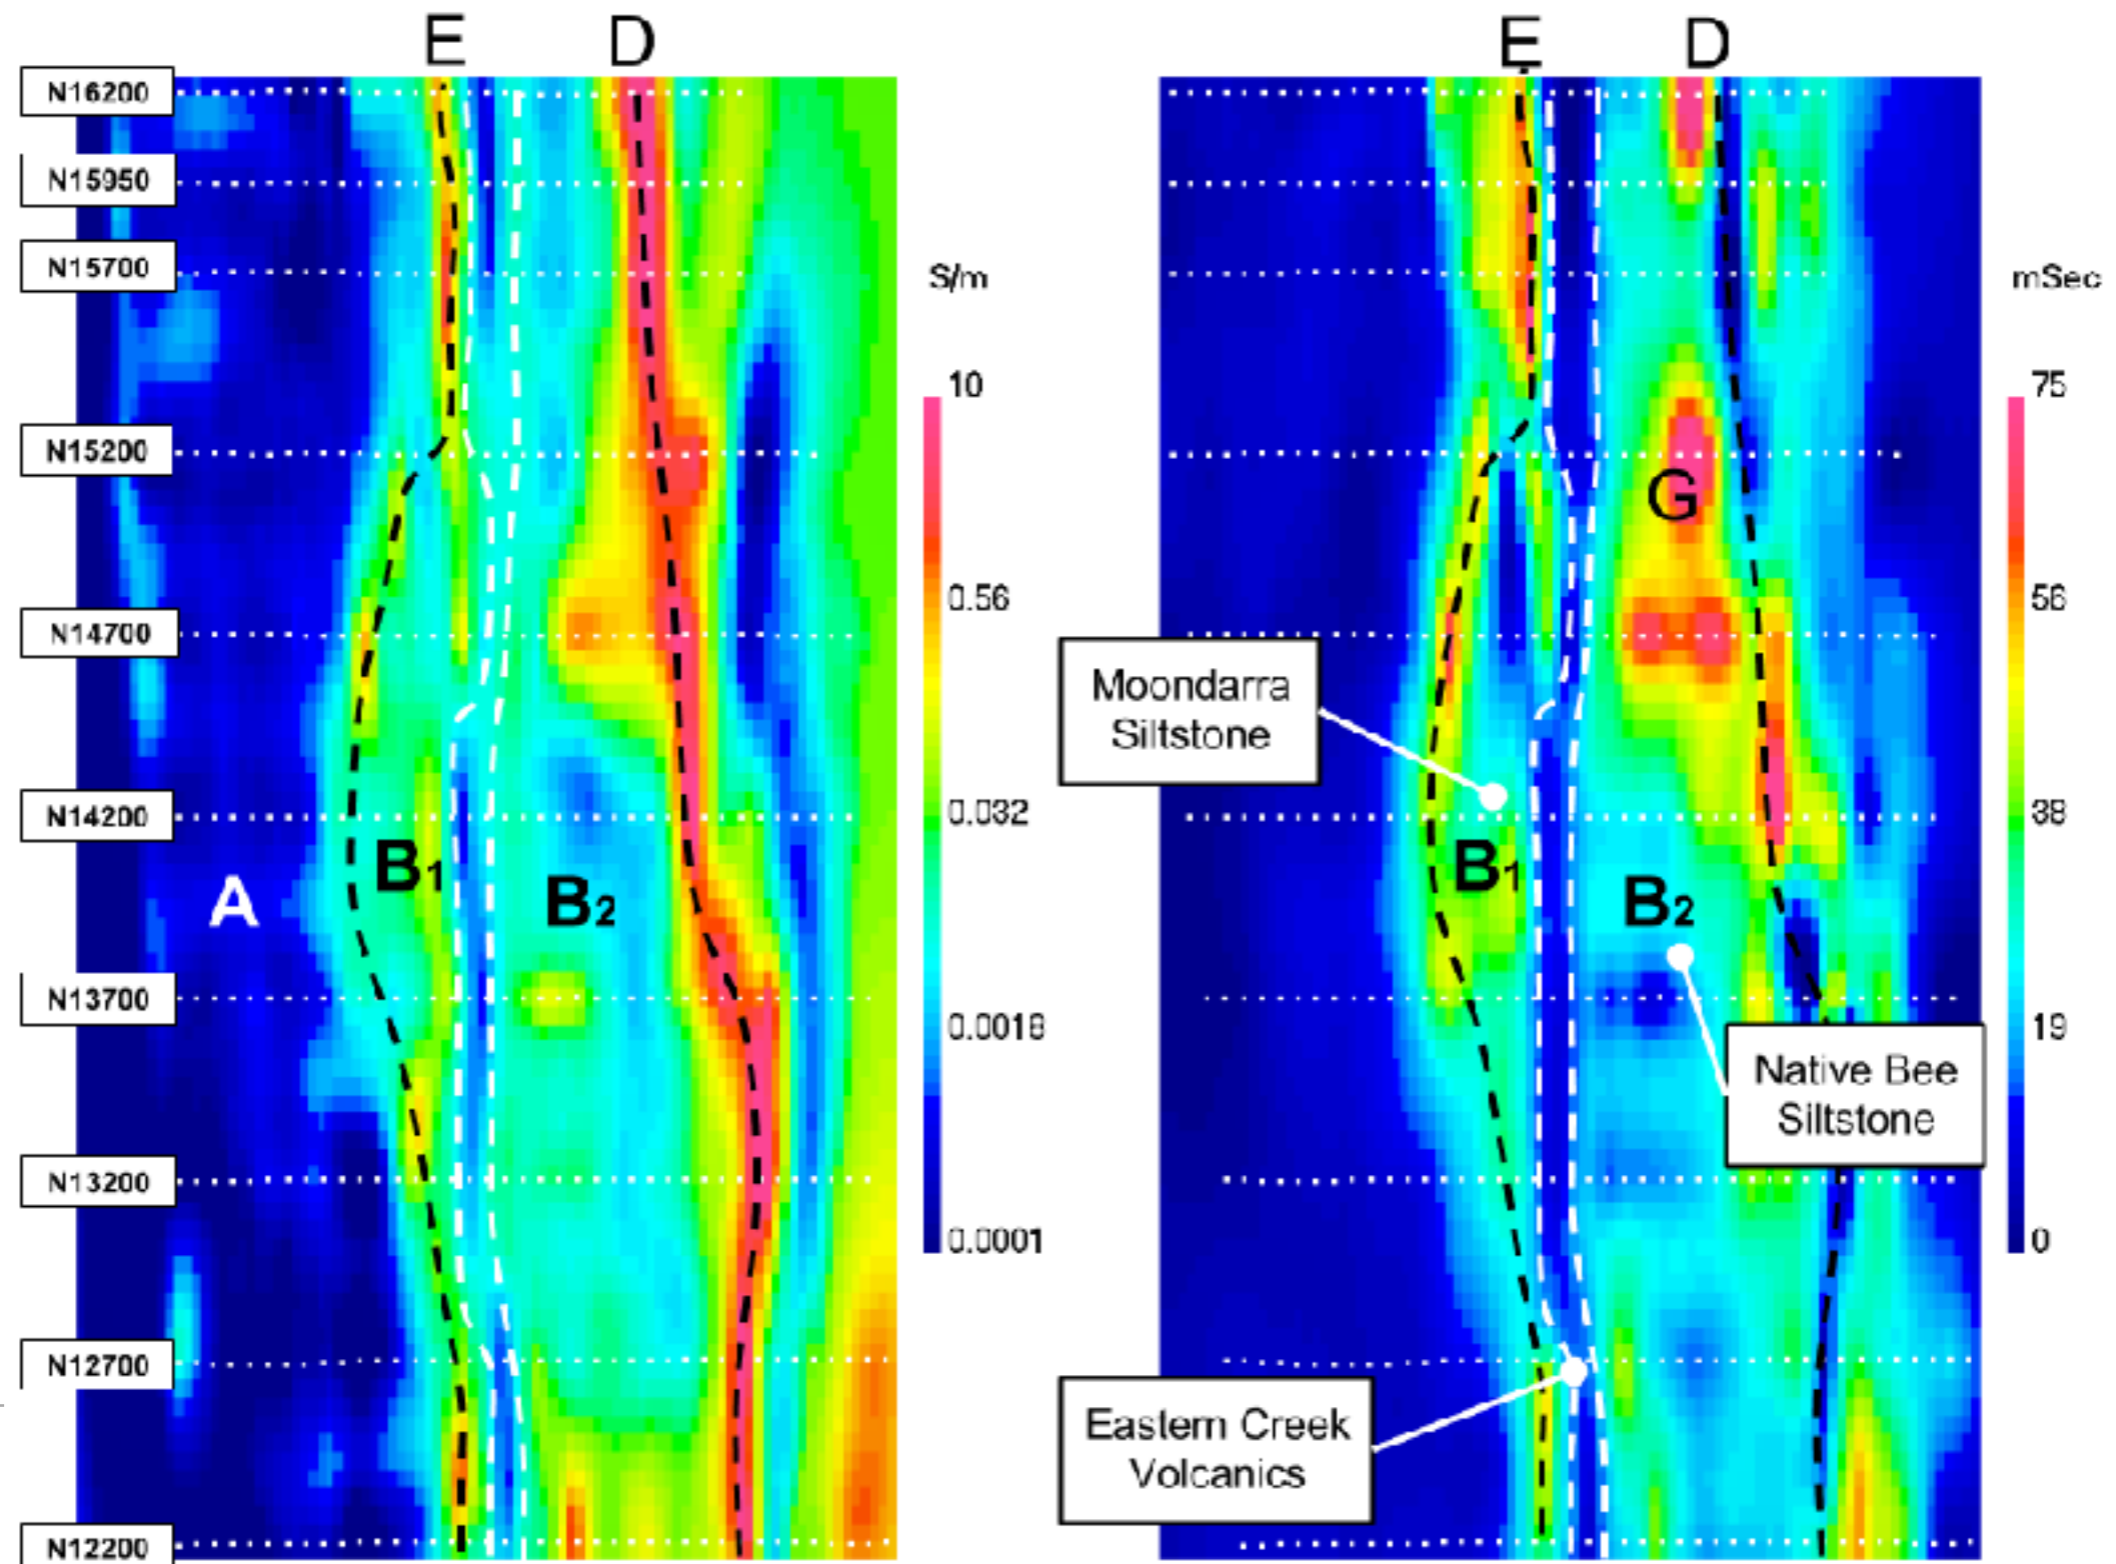 E
D
E
D
N16200
N15950
N15700
N15200
N14700
N14200
N13700
N13200
N12700
N12200
A
B1
B2
S/m
10
0.56
0.032
0.0018
0.0001
G
Moondarra
Siltstone
B1
B2
Native Bee
Siltstone
Eastern Creek
Volcanics
mSec
75
56
38
19
0